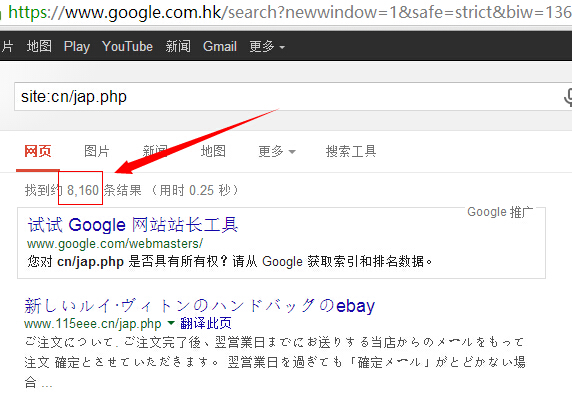 https://www.google.com.hk/search?newwindow=1&safe=strict&biw=136
片 地图 Play YouTube 新闻 Gmail 更多
site:cn/jap.php
网页 图片 新闻 地图 更多 搜索工具
找到约 8,160 条结果 (用时 0.25 秒)
Google 推广
试试 Google 网站站长工具
www.google.com/webmasters/
您对 cn/jap.php 是否具有所有权? 请从 Google 获取索引和排名数据。
新しいルイ·ヴィトンのハンドバッグのebay
www.115eee.cn/jap.php 翻译此页
ご注文について. ご注文完了後、翌営業日までにお送りする当店からのメールをもって
注文 確定とさせていただきます。 翌営業日を過ぎても「確定メール」がとどかない場
合 ...